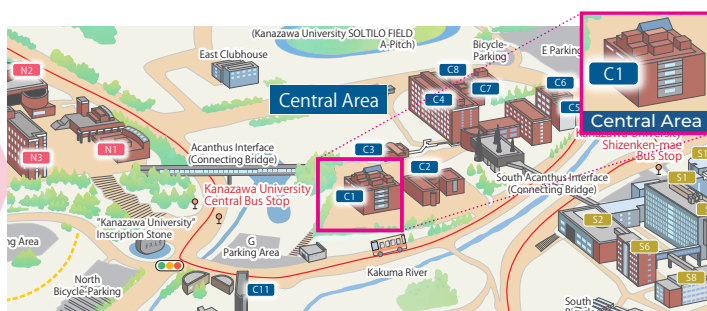 (Kanazawa University SOLTILO FIELD
A-Pitch)
Bicycle-
Parking
E Parking
East Clubhouse
N2
C8
C7
C6
C4
C5
Central Area
C1
Central Area
Kanazawa University
Shizenken-mae
Bus Stop
N1
N3
Acanthus Interface
(Connecting Bridge)
C3
C2
C1
Kanazawa University
Central Bus Stop
South Acanthus Interface
(Connecting Bridge)
S1
S1
S2
S6
S8
"Kanazawa University"
Inscription Stone
G
Parking Area
ng Area
North
Bicycle-Parking
C11
Kakuma River
South